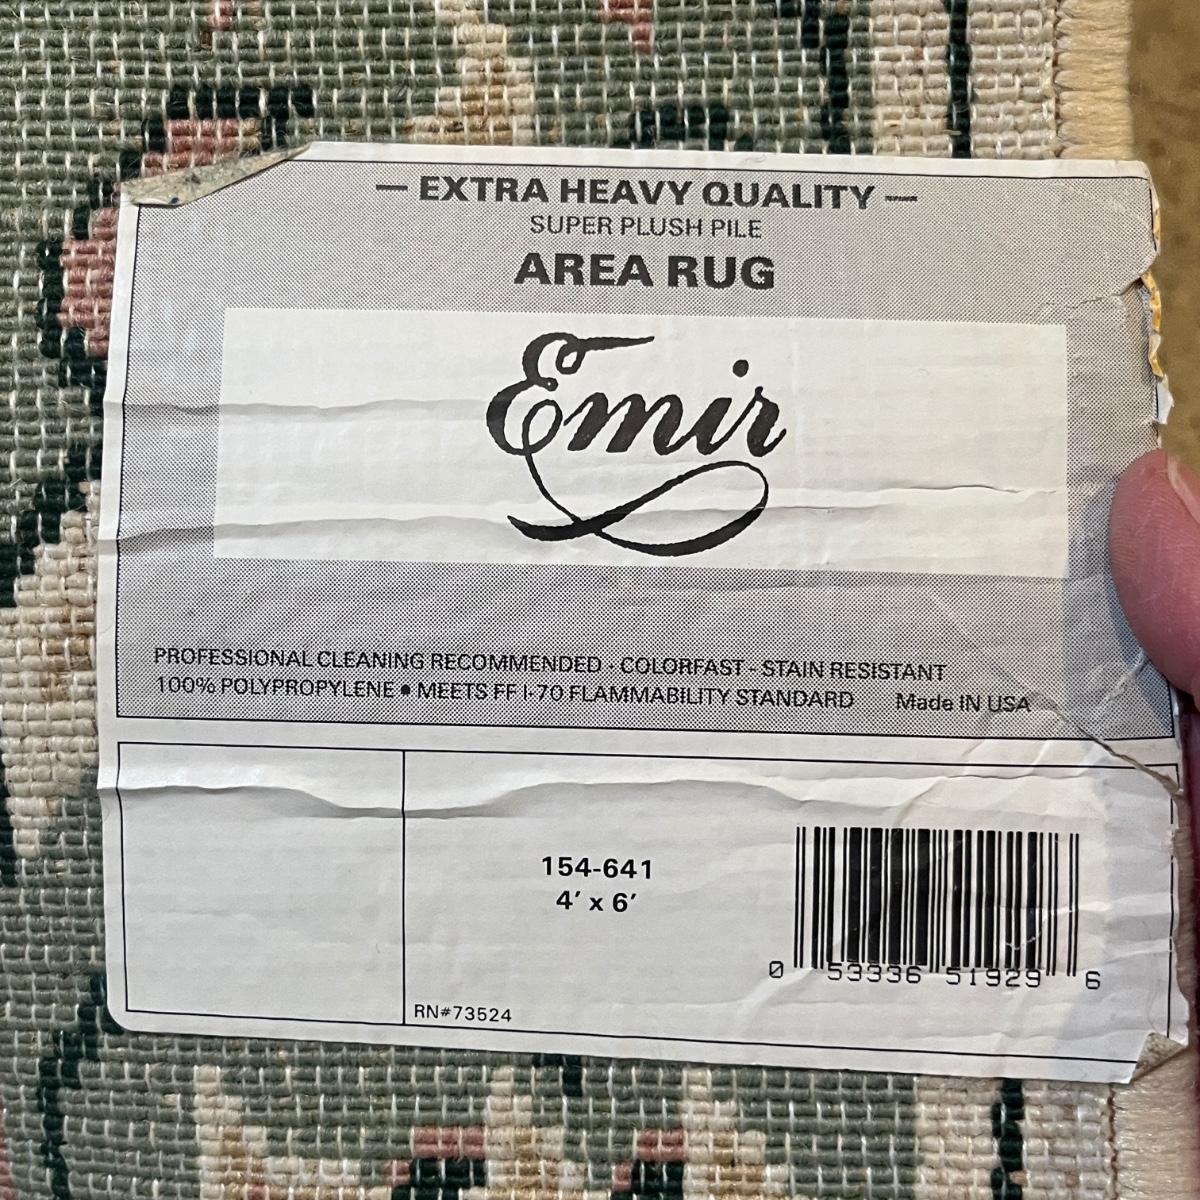 — EXTRA HEAVY QUALITY —
SUPER PLUSH PILE
AREA RUG
Emir
PROFESSIONAL CLEANING RECOMMENDED · COLORFAST - STAIN RESISTANT
100% POLYPROPYLENE ● MEETS FF I-70 FLAMMABILITY STANDARD Made IN USA
154-641
4’ x 6’
0 53336 51929 6
RN#73524